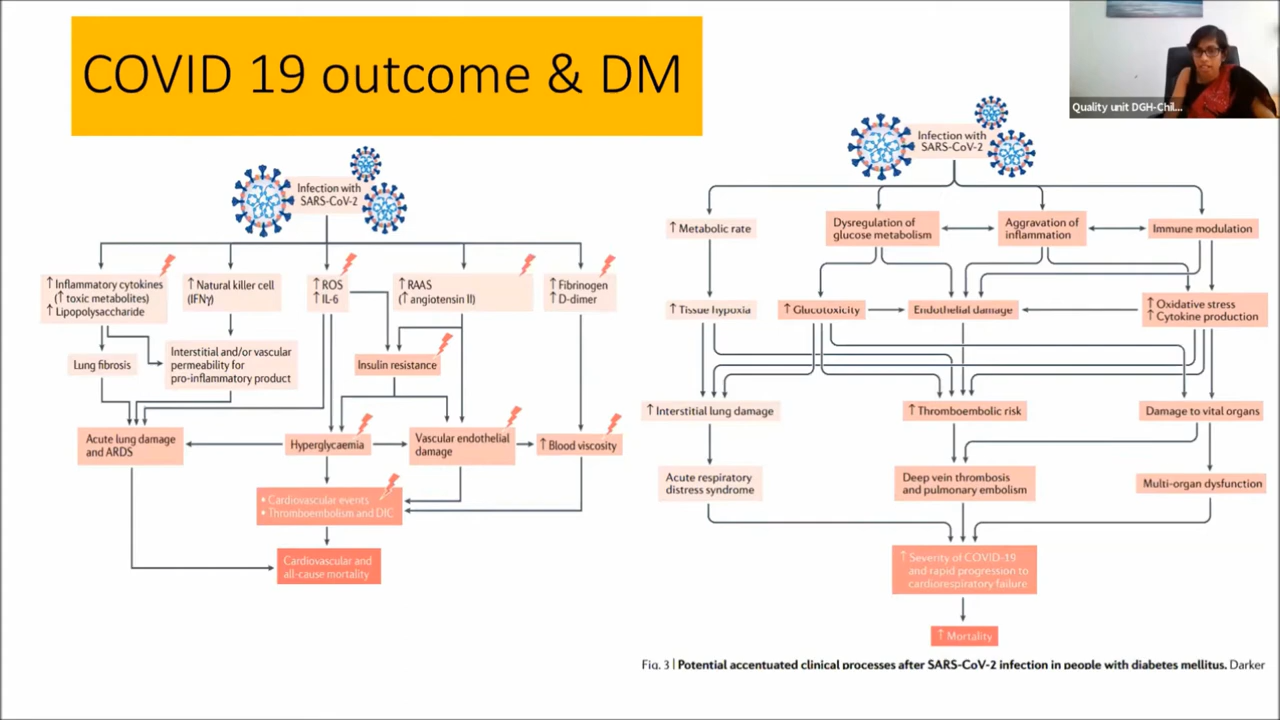 COVID 19 outcome & DM
Quality unit DGH-Chil...
Infection with
SARS-CoV-2
↑ Inflammatory cytokines
(↑ toxic metabolites)
↑ Lipopolysaccharide
↑ Natural killer cell
(IFNγ)
↑ ROS
↑ IL-6
↑ RAAS
(↑ angiotensin II)
↑ Fibrinogen
↑ D-dimer
Lung fibrosis
Interstitial and/or vascular
permeability for
pro-inflammatory product
Insulin resistance
Acute lung damage
and ARDS
Hyperglycaemia
Vascular endothelial
damage
↑ Blood viscosity
• Cardiovascular events
• Thromboembolism and DIC
Cardiovascular and
all-cause mortality
Infection with
SARS-CoV-2
↑ Metabolic rate
Dysregulation of
glucose metabolism
Aggravation of
inflammation
Immune modulation
↑ Tissue hypoxia
↑ Glucotoxicity
Endothelial damage
↑ Oxidative stress
↑ Cytokine production
↑ Interstitial lung damage
↑ Thromboembolic risk
Damage to vital organs
Acute respiratory
distress syndrome
Deep vein thrombosis
and pulmonary embolism
Multi-organ dysfunction
↑ Severity of COVID-19
and rapid progression to
cardiorespiratory failure
↑ Mortality
Fig. 3 | Potential accentuated clinical processes after SARS-CoV-2 infection in people with diabetes mellitus. Darker